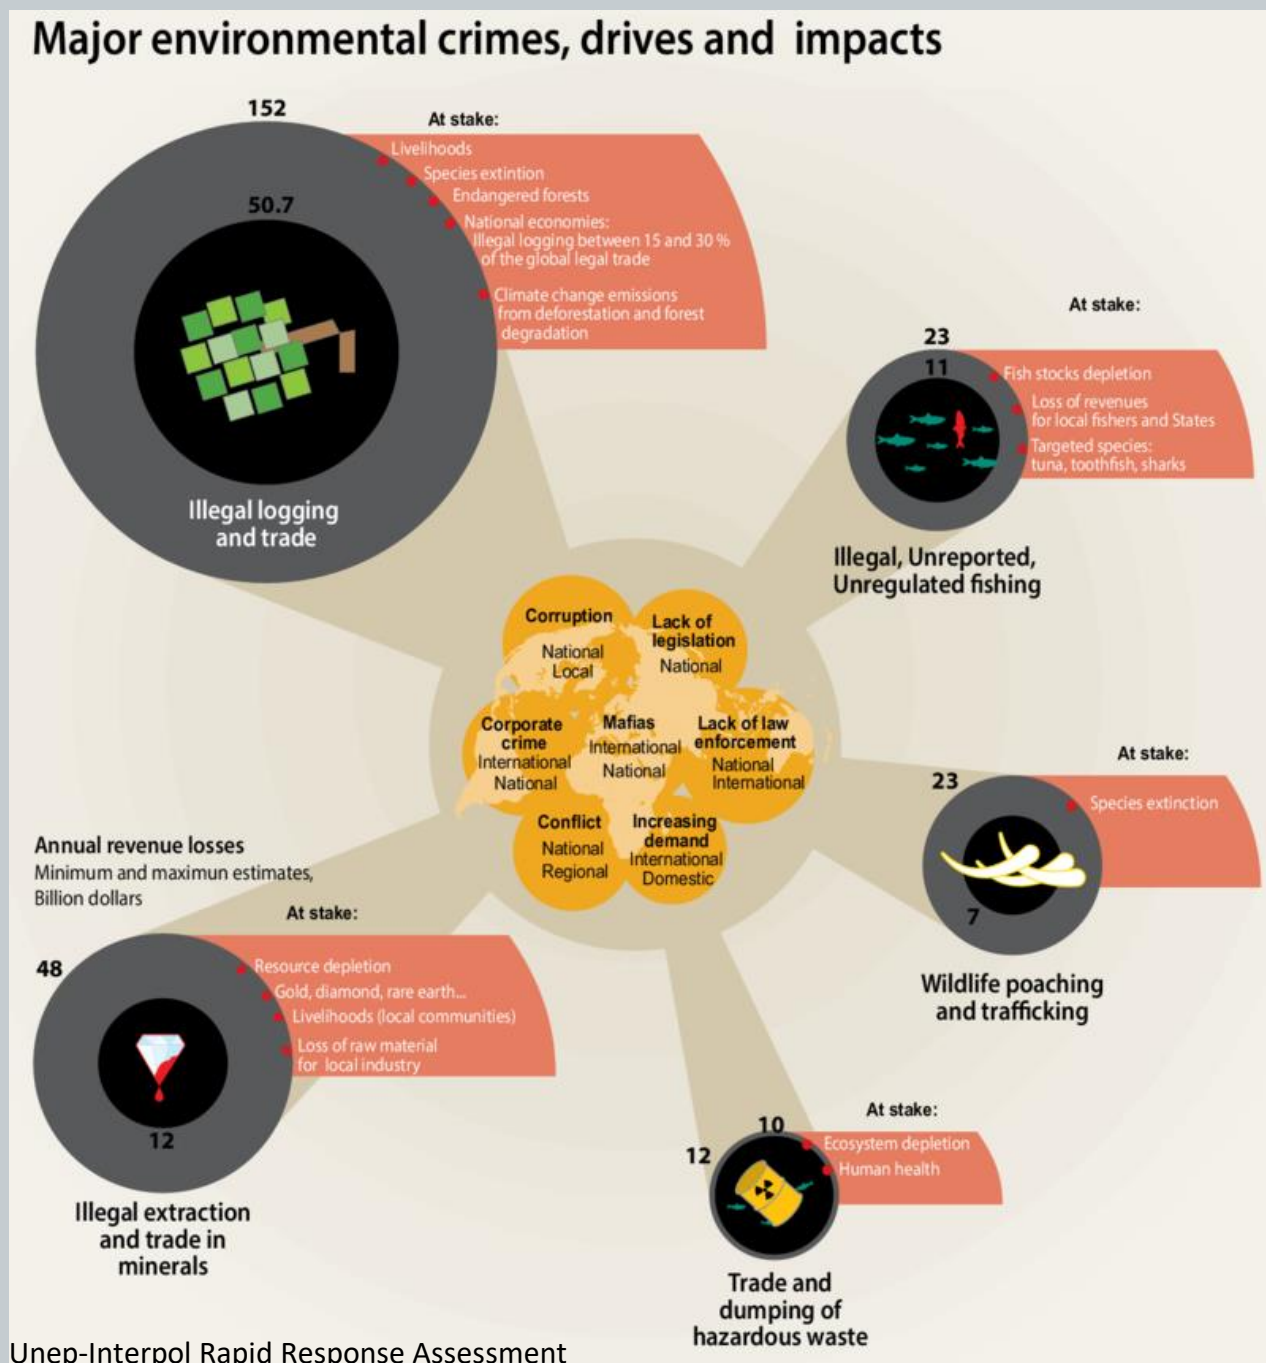 Major environmental crimes, drives and impacts
152
50.7
Illegal logging
and trade
At stake:
Livelihoods
Species extintion
Endangered forests
National economies:
Illegal logging between 15 and 30 %
of the global legal trade
Climate change emissions
from deforestation and forest
degradation
At stake:
23
11
Fish stocks depletion
Loss of revenues
for local fishers and States
Targeted species:
tuna, toothfish, sharks
Illegal, Unreported,
Unregulated fishing
Corruption
National
Local
Lack of
legislation
National
Corporate
crime
International
National
Mafias
International
National
Lack of law
enforcement
National
International
Conflict
National
Regional
Increasing
demand
International
Domestic
At stake:
23
7
Species extinction
Wildlife poaching
and trafficking
Annual revenue losses
Minimum and maximun estimates,
Billion dollars
At stake:
48
12
Resource depletion
Gold, diamond, rare earth...
Livelihoods (local communities)
Loss of raw material
for local industry
Illegal extraction
and trade in
minerals
At stake:
10
12
Ecosystem depletion
Human health
Trade and
dumping of
hazardous waste
Unep-Interpol Rapid Response Assessment